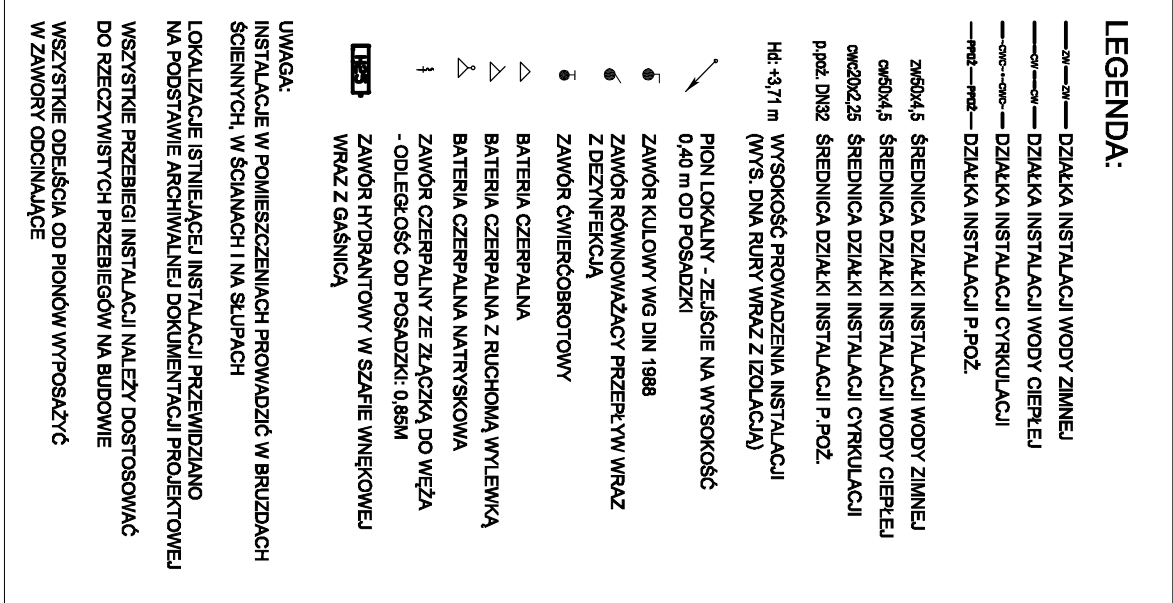 LEGENDA:
ZW ZW DZIAŁKA INSTALACJI WODY ZIMNEJ
CW CW DZIAŁKA INSTALACJI WODY CIEPŁEJ
CWC CWC DZIAŁKA INSTALACJI CYRKULACJI
PPOŻ PPOŻ DZIAŁKA INSTALACJI P.POŻ.
zw50x4,5 ŚREDNICA DZIAŁKI INSTALACJI WODY ZIMNEJ
cw50x4,5 ŚREDNICA DZIAŁKI INSTALACJI WODY CIEPŁEJ
cwc20x2,25 ŚREDNICA DZIAŁKI INSTALACJI CYRKULACJI
p.poż. DN32 ŚREDNICA DZIAŁKI INSTALACJI P.POŻ.
Hd: +3,71 m WYSOKOŚĆ PROWADZENIA INSTALACJI
(WYS. DNA RURY WRAZ Z IZOLACJĄ)
PION LOKALNY - ZEJŚCIE NA WYSOKOŚĆ
0,40 m OD POSADZKI
ZAWÓR KULOWY WG DIN 1988
ZAWÓR RÓWNOWAŻACY PRZEPŁYW WRAZ
Z DEZYNFEKCJĄ
ZAWÓR ĆWIERĆOBROTOWY
BATERIA CZERPALNA
BATERIA CZERPALNA Z RUCHOMĄ WYLEWKĄ
BATERIA CZERPALNA NATRYSKOWA
ZAWÓR CZERPALNY ZE ZŁĄCZKĄ DO WĘŻA
- ODLEGŁOŚĆ OD POSADZKI: 0,85M
ZAWÓR HYDRANTOWY W SZAFIE WNĘKOWEJ
WRAZ Z GAŚNICĄ
UWAGA:
INSTALACJE W POMIESZCZENIACH PROWADZIĆ W BRUZDACH
ŚCIENNYCH, W ŚCIANACH I NA SŁUPACH
LOKALIZACJE ISTNIEJĄCEJ INSTALACJI PRZEWIDZIANO
NA PODSTAWIE ARCHIWALNEJ DOKUMENTACJI PROJEKTOWEJ
WSZYSTKIE PRZEBIEGI INSTALACJI NALEŻY DOSTOSOWAĆ
DO RZECZYWISTYCH PRZEBIEGÓW NA BUDOWIE
WSZYSTKIE ODEJŚCIA OD PIONÓW WYPOSAŻYĆ
W ZAWORY ODCINAJĄCE